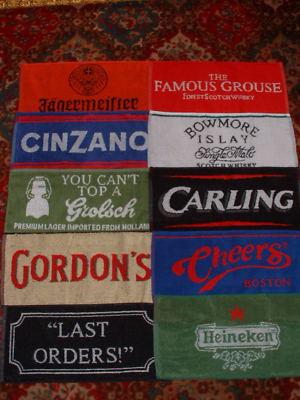 Jägermeister
THE
FAMOUS GROUSE
FINEST SCOTCH WHISKY
CINZANO
BOWMORE
ISLAY
Single Malt
SCOTCH WHISKY
YOU CAN'T
TOP A
Grolsch
PREMIUM LAGER IMPORTED FROM HOLLAND
CARLING
GORDON'S
Cheers
BOSTON
"LAST
ORDERS!"
Heineken